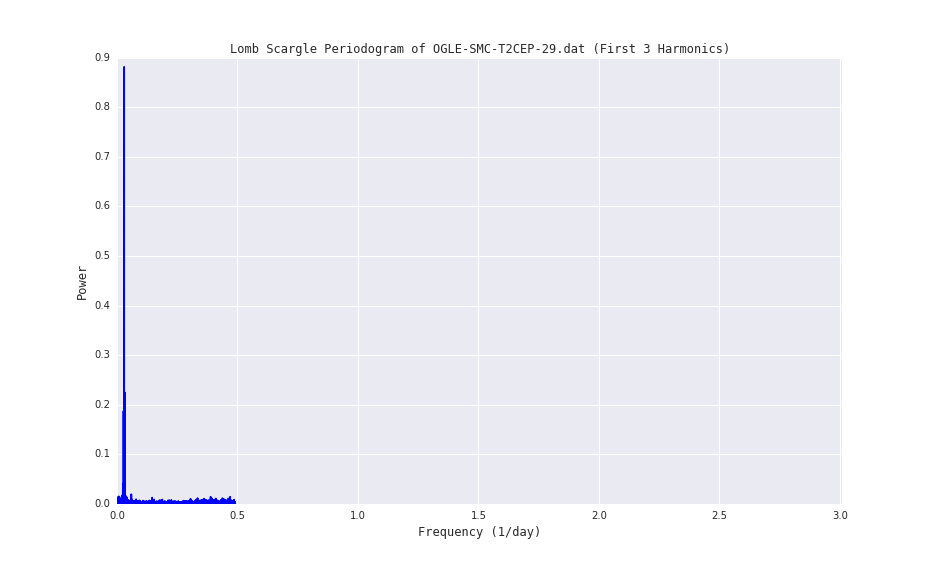 Lomb Scargle Periodogram of OGLE-SMC-T2CEP-29.dat (First 3 Harmonics)
0.9
0.8
0.7
0.6
0.5
0.4
0.3
0.2
0.1
0.0
Power
0.0 0.5 1.0 1.5 2.0 2.5 3.0
Frequency (1/day)